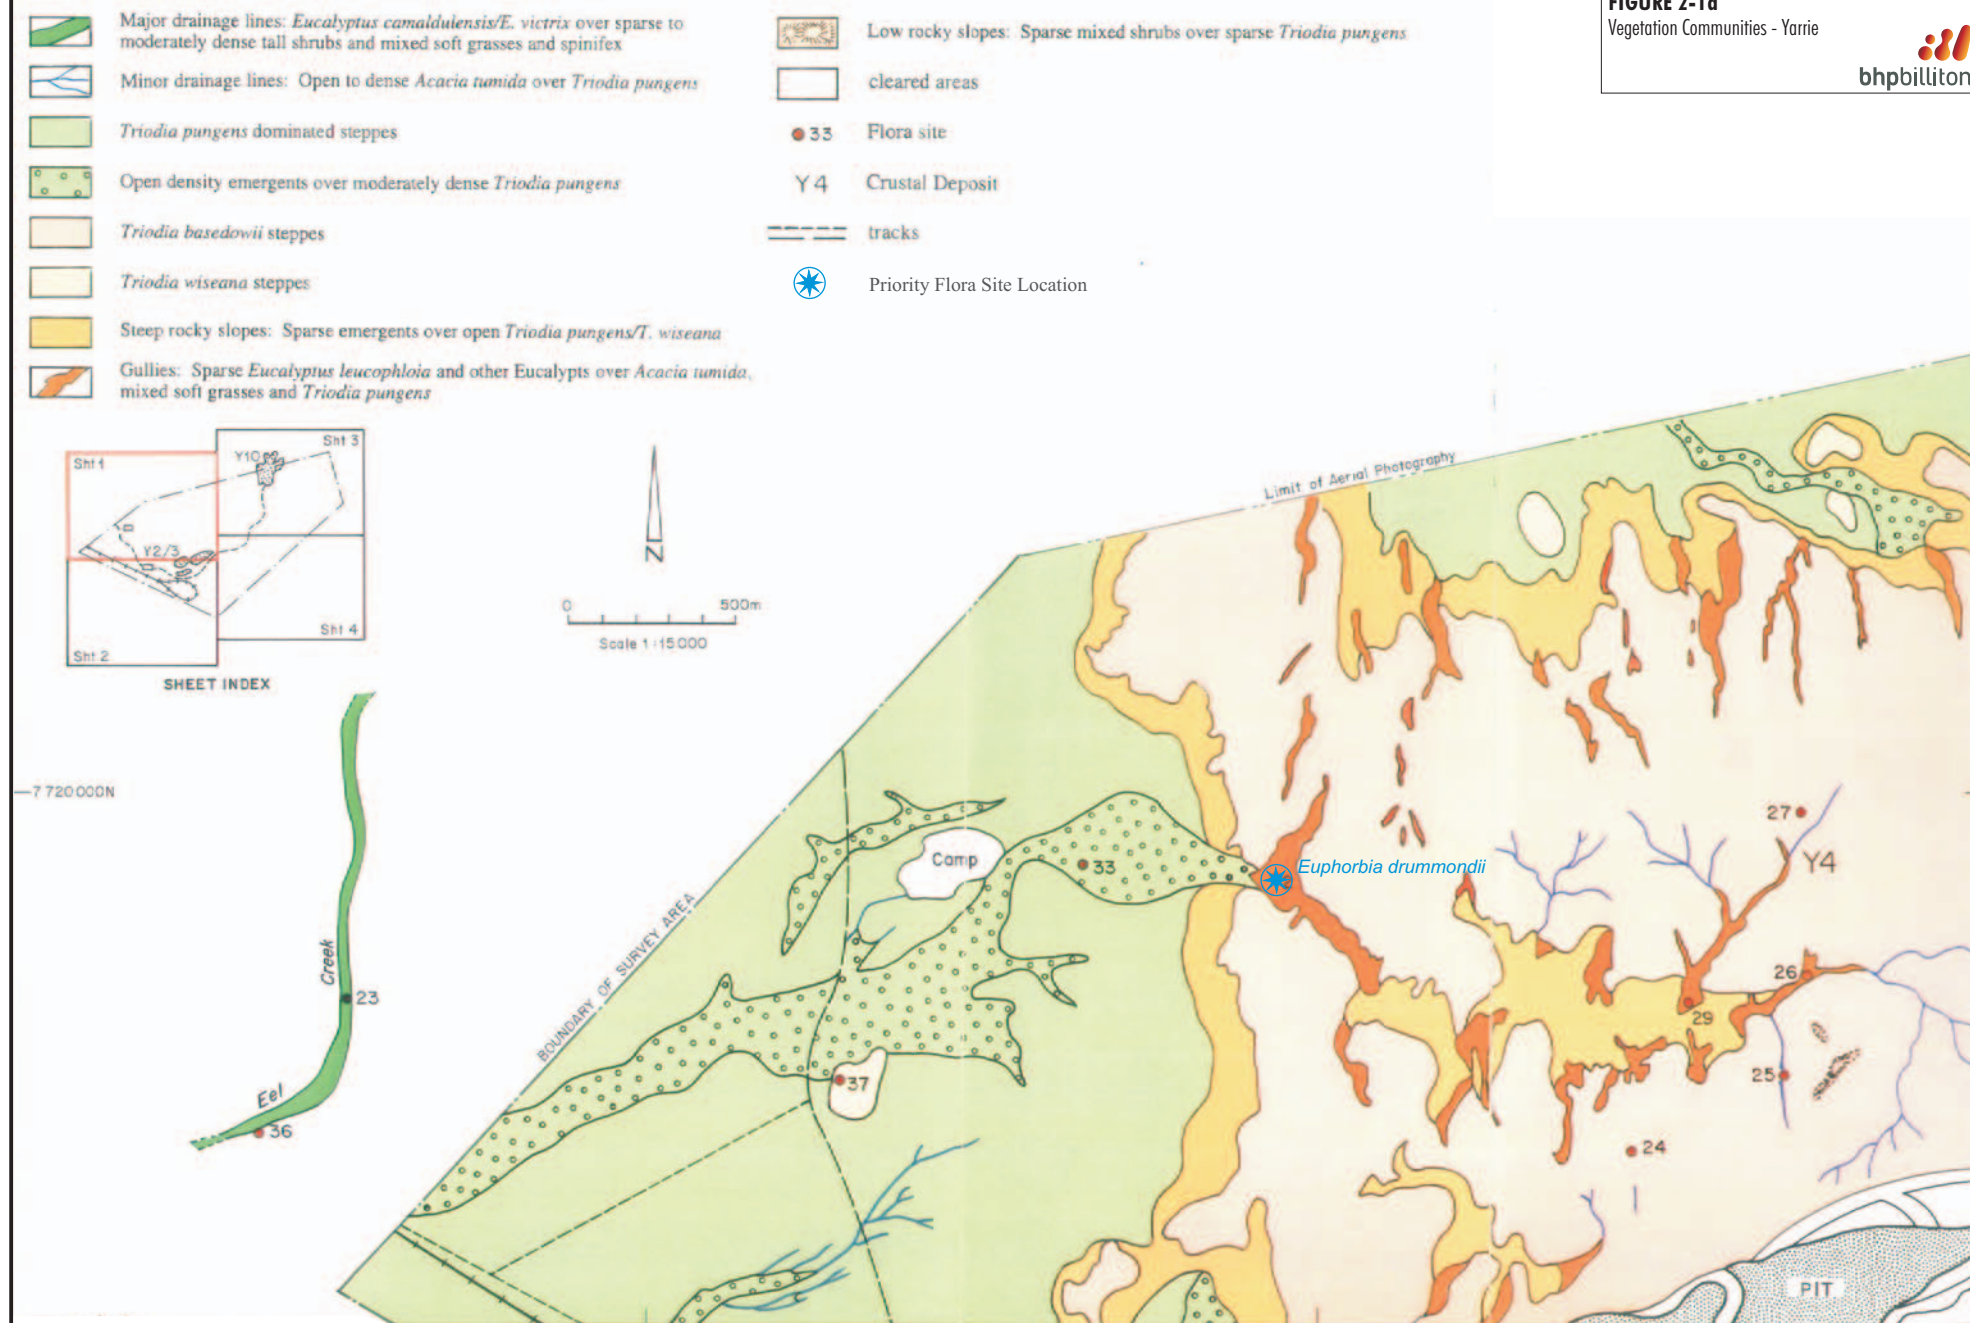 FIGURE 2-1a
Vegetation Communities - Yarrie
bhpbilliton
Major drainage lines: Eucalyptus camaldulensis/E. victrix over sparse to
moderately dense tall shrubs and mixed soft grasses and spinifex
Minor drainage lines: Open to dense Acacia tumida over Triodia pungens
Triodia pungens dominated steppes
Open density emergents over moderately dense Triodia pungens
Triodia basedowii steppes
Triodia wiseana steppes
Steep rocky slopes: Sparse emergents over open Triodia pungens/T. wiseana
Gullies: Sparse Eucalyptus leucophloia and other Eucalypts over Acacia tumida,
mixed soft grasses and Triodia pungens
Low rocky slopes: Sparse mixed shrubs over sparse Triodia pungens
cleared areas
33 Flora site
Y4 Crustal Deposit
tracks
Priority Flora Site Location
Sht 1
Sht 3
Y10
Y2/3
Sht 2
Sht 4
SHEET INDEX
N
0 500m
Scale 1:15000
Limit of Aerial Photography
7720000N
BOUNDARY OF SURVEY AREA
Camp
33
Euphorbia drummondii
27
Y4
Creek
23
26
29
37
25
Eel
36
24
PIT